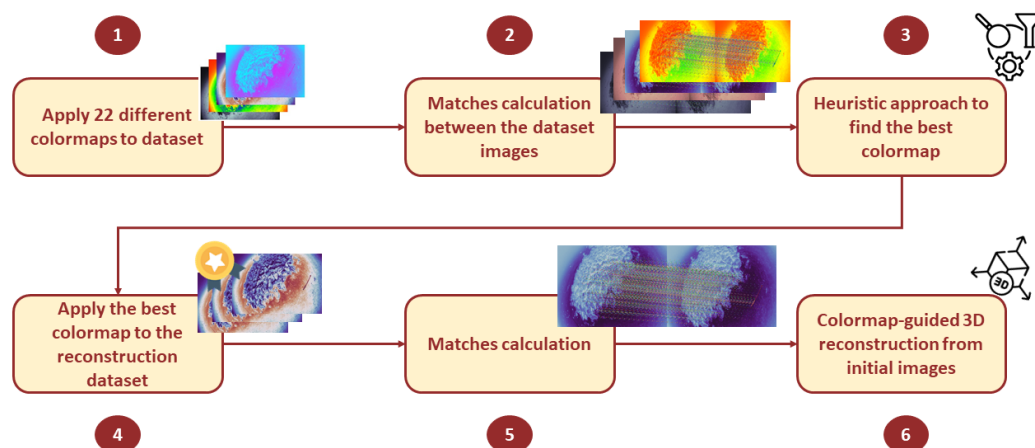 1
2
3
Apply 22 different
colormaps to dataset
Matches calculation
between the dataset
images
Heuristic approach to
find the best
colormap
Apply the best
colormap to the
reconstruction
dataset
Matches calculation
3D
Colormap-guided 3D
reconstruction from
initial images
4
5
6